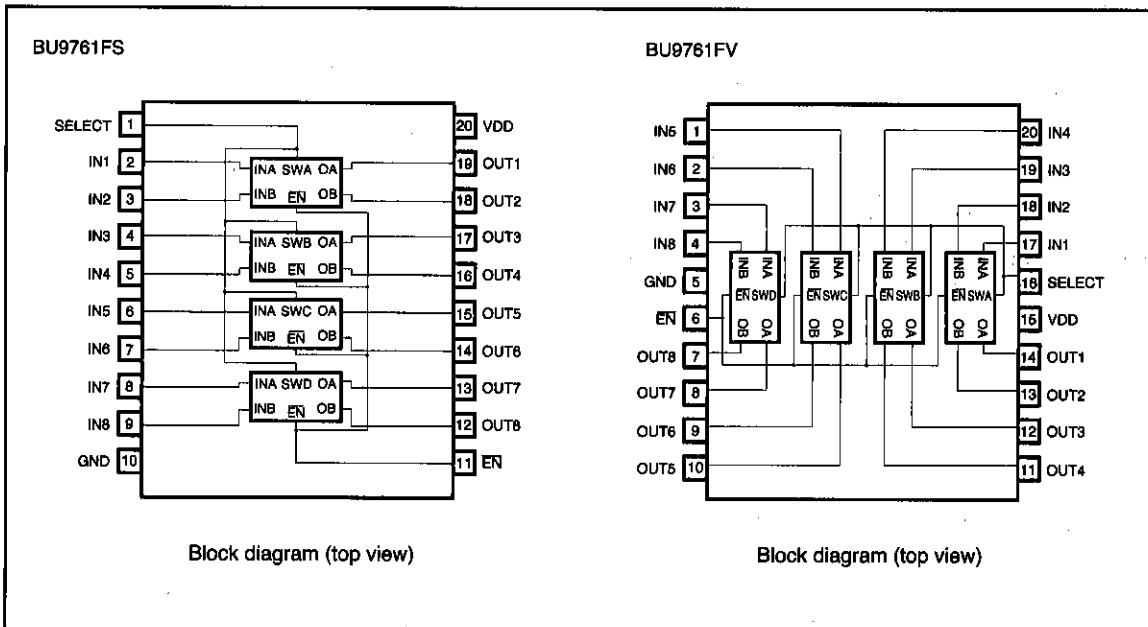 BU9761FS
SELECT 1
IN1 2
IN2 3
IN3 4
IN4 5
IN5 6
IN6 7
IN7 8
IN8 9
GND 10
20 VDD
19 OUT1
18 OUT2
17 OUT3
16 OUT4
15 OUT5
14 OUT6
13 OUT7
12 OUT8
11 EN
INA SWA OA
INB EN OB
INA SWB OA
INB EN OB
INA SWC OA
INB EN OB
INA SWD OA
INB EN OB
Block diagram (top view)
BU9761FV
IN5 1
IN6 2
IN7 3
IN8 4
GND 5
EN 6
OUT8 7
OUT7 8
OUT6 9
OUT5 10
20 IN4
19 IN3
18 IN2
17 IN1
16 SELECT
15 VDD
14 OUT1
13 OUT2
12 OUT3
11 OUT4
INB INA
EN SWD
OB OA
INB INA
EN SWC
OB OA
INA INB
EN SWB
OB OA
INB INA
EN SWA
OB OA
Block diagram (top view)